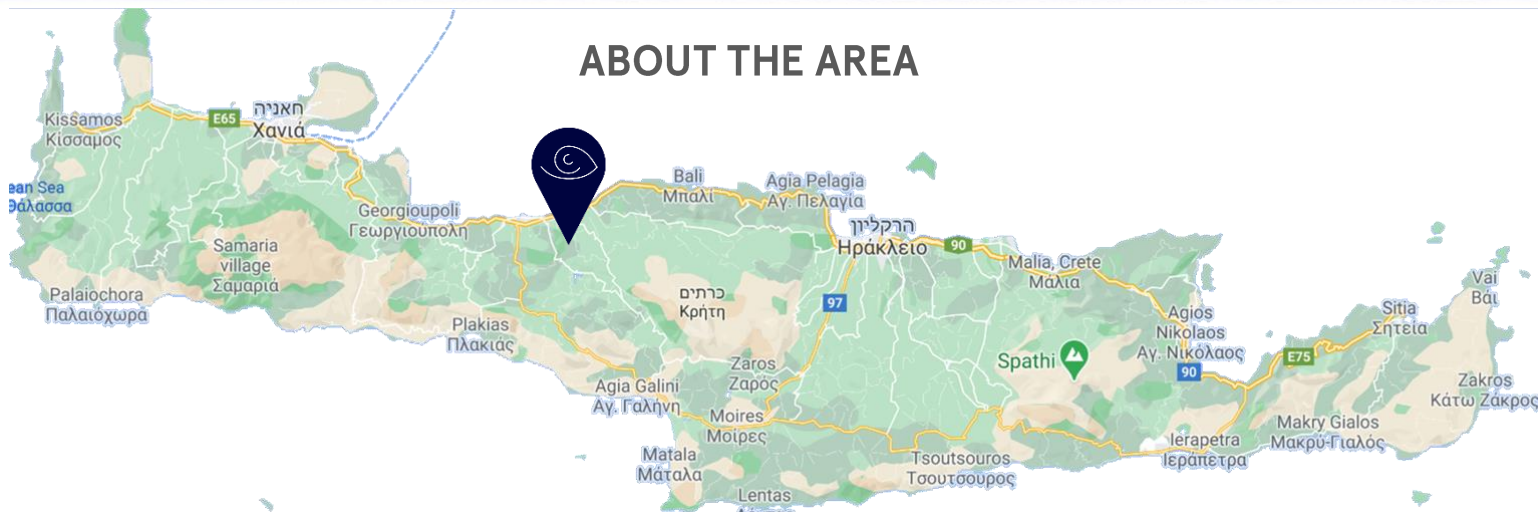 ABOUT THE AREA
Kissamos
Κίσσαμος
E65
חאניה
Χανιά
ean Sea
Θάλασσα
Georgioupoli
Γεωργιούπολη
Bali
Μπαλί
Agia Pelagia
Αγ. Πελαγία
הרקליון
Ηράκλειο
90
Samaria
village
Σαμαριά
Malia, Crete
Μάλια
Palaiochora
Παλαιόχωρα
Plakias
Πλακιάς
כרתים
Κρήτη
97
Vai
Βάι
Agios
Nikolaos
Αγ. Νικόλαος
Sitia
Σητεία
Spathi
E75
90
Zaros
Ζαρός
Agia Galini
Αγ. Γαλήνη
Zakros
Κάτω Ζάκρος
Moires
Μοίρες
Makry Gialos
Μακρύ-Γιαλός
Matala
Μάταλα
Tsoutsouros
Τσουτσουρος
Ierapetra
Ιεράπετρα
Lentas